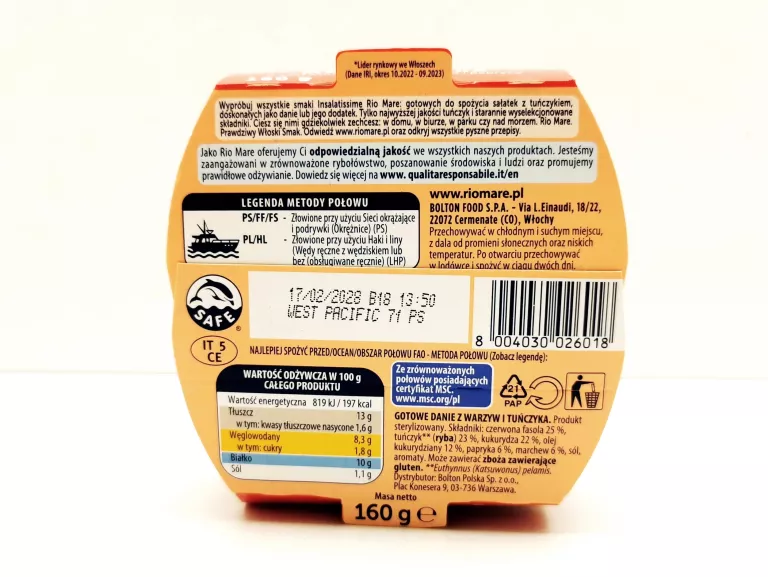 *Lider rynkowy we Włoszech
(Dane IRI, okres 10.2022 - 09.2023)
Wypróbuj wszystkie smaki Insalatissime Rio Mare: gotowych do spożycia sałatek z tuńczykiem,
doskonałych jako danie lub jego dodatek. Tylko najwyższej jakości tuńczyk i starannie wyselekcjonowane
składniki. Ciesz się nimi gdziekolwiek zechcesz: w domu, w biurze, w parku czy nad morzem. Rio Mare.
Prawdziwy Włoski Smak. Odwiedź www.riomare.pl oraz odkryj wszystkie pyszne przepisy.
Jako Rio Mare oferujemy Ci odpowiedzialną jakość we wszystkich naszych produktach. Jesteśmy
zaangażowani w zrównoważone rybołówstwo, poszanowanie środowiska i ludzi oraz promujemy
prawidłowe odżywianie. Dowiedz się więcej na www. qualitaresponsabile.it/en
LEGENDA METODY POŁOWU
PS/FF/FS - Złowione przy użyciu Sieci okrążające
i podrywki (Okrężnice) (PS)
PL/HL - Złowione przy użyciu Haki i liny
(Wędy ręczne z wędziskiem lub
bez (obsługiwane ręcznie) (LHP)
www.riomare.pl
BOLTON FOOD S.P.A. - Via L.Einaudi, 18/22,
22072 Cermenate (CO), Włochy
Przechowywać w chłodnym i suchym miejscu,
z dala od promieni słonecznych oraz niskich
temperatur. Po otwarciu przechowywać
w lodówce i spożyć w ciągu dwóch dni.
SAFE
®
17/02/2028 B18 13:50
WEST PACIFIC 71 PS
8 004030 026018
IT 5
CE
NAJLEPIEJ SPOŻYĆ PRZED/OCEAN/OBSZAR POŁOWU FAO - METODA POŁOWU (Zobacz legendę):
WARTOŚĆ ODŻYWCZA W 100 g
CAŁEGO PRODUKTU
Wartość energetyczna 819 kJ / 197 kcal
Tłuszcz 13 g
w tym: kwasy tłuszczowe nasycone 1,6 g
Węglowodany 8,3 g
w tym: cukry 1,8 g
Białko 10 g
Sól 1,1 g
Ze zrównoważonych
połowów posiadających
certyfikat MSC.
www.msc.org/pl
21
PAP
GOTOWE DANIE Z WARZYW I TUŃCZYKA. Produkt
sterylizowany. Składniki: czerwona fasola 25 %,
tuńczyk** (ryba) 23 %, kukurydza 22 %, olej
kukurydziany 12 %, papryka 6 %, marchew 6 %, sól,
aromaty. Może zawierać zboża zawierające
gluten. **Euthynnus (Katsuwonus) pelamis.
Dystrybutor: Bolton Polska Sp. z o.o.,
Plac Konesera 9, 03-736 Warszawa.
Masa netto
160 g e